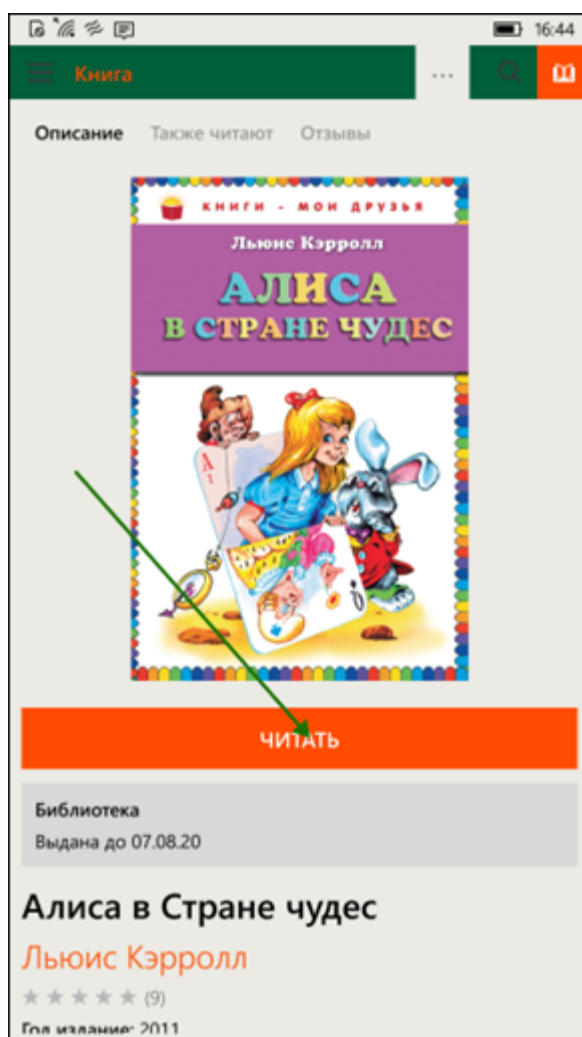 16:44
Книга
...
Описание Также читают Отзывы
КНИГИ - МОИ ДРУЗЬЯ
Льюис Кэрролл
АЛИСА
В СТРАНЕ ЧУДЕС
А
ЧИТАТЬ
Библиотека
Выдана до 07.08.20
Алиса в Стране чудес
Льюис Кэрролл
(9)
Год издание: 2011